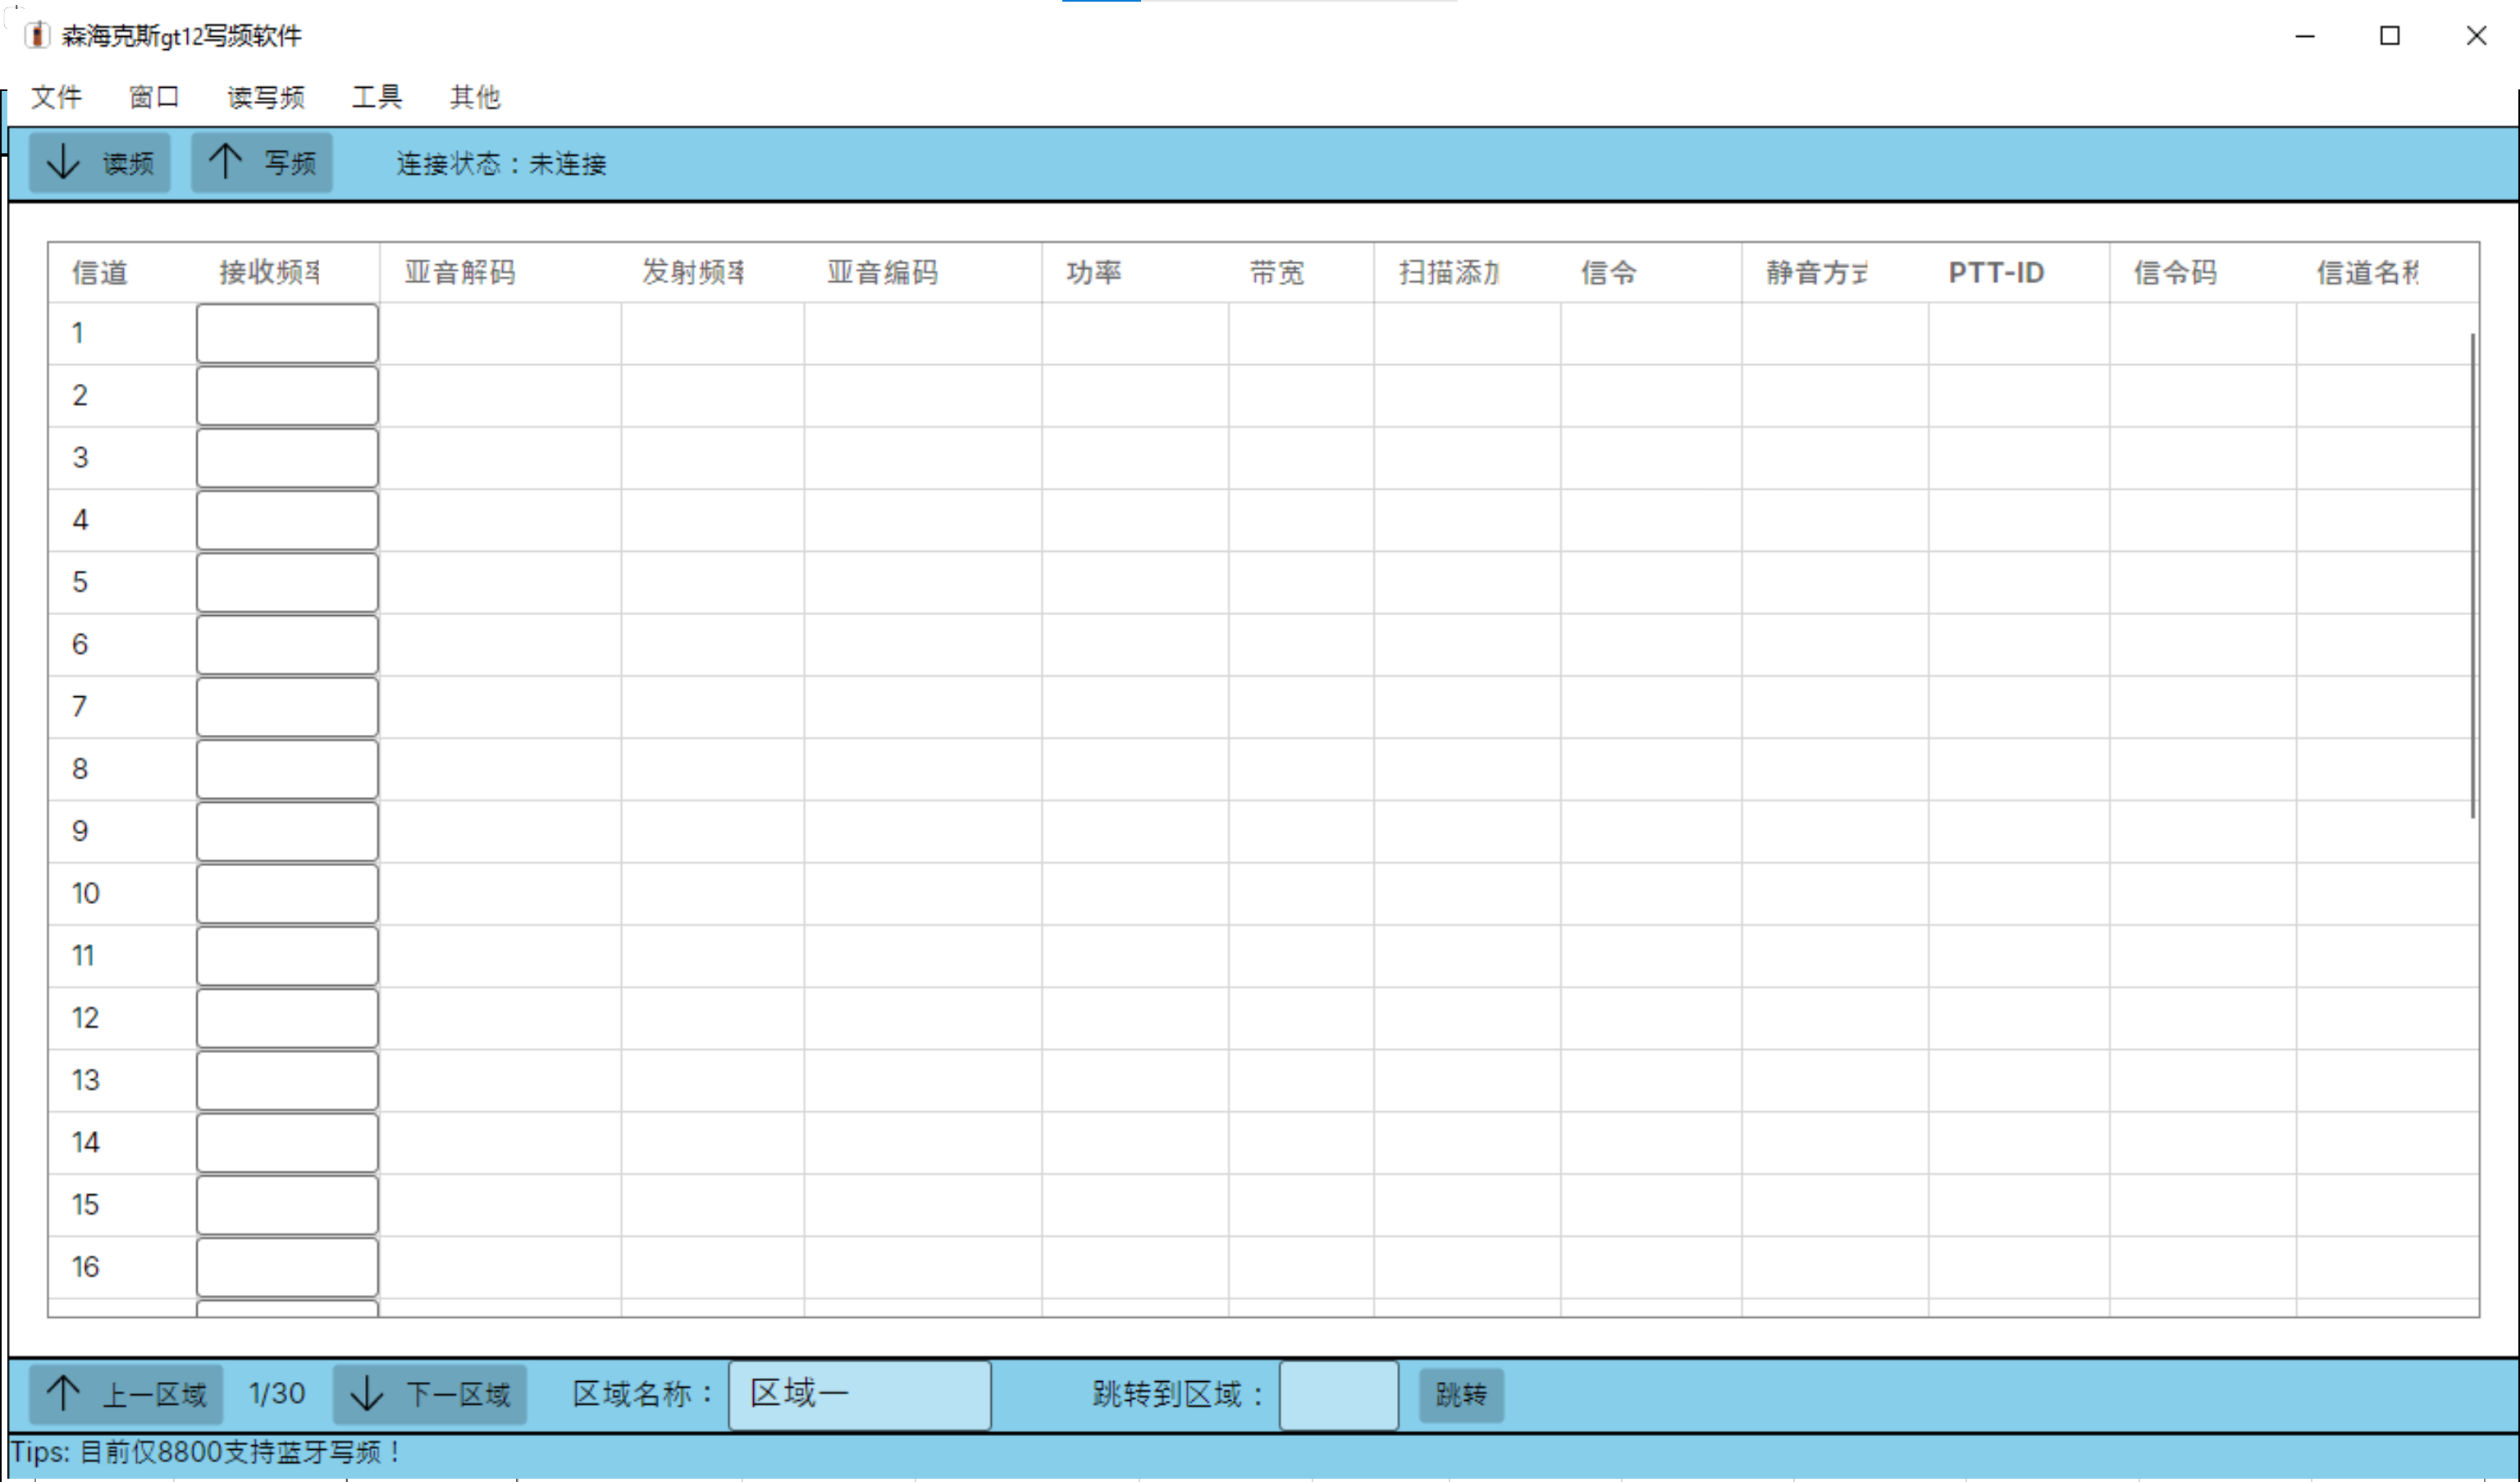 森海克斯gt12写频软件
文件 窗口 读写频 工具 其他
读频 写频 连接状态：未连接
信道 接收频率 亚音解码 发射频率 亚音编码 功率 带宽 扫描添加 信令 静音方式 PTT-ID 信令码 信道名称
1
2
3
4
5
6
7
8
9
10
11
12
13
14
15
16
上一区域 1/30 下一区域 区域名称： 区域一 跳转到区域： 跳转
Tips: 目前仅8800支持蓝牙写频！